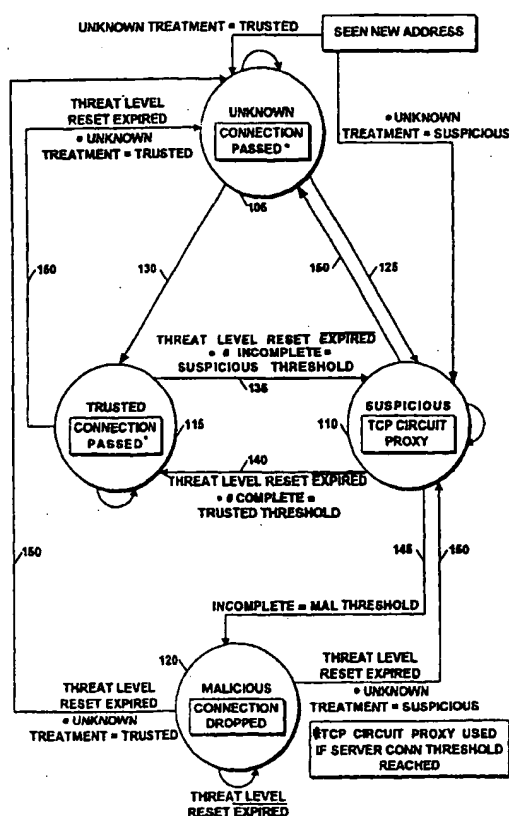 UNKNOWN TREATMENT = TRUSTED
SEEN NEW ADDRESS
THREAT LEVEL
RESET EXPIRED
• UNKNOWN
TREATMENT = TRUSTED
UNKNOWN
CONNECTION
PASSED*
• UNKNOWN
TREATMENT = SUSPICIOUS
105
160
130
150
125
THREAT LEVEL RESET EXPIRED
• # INCOMPLETE =
SUSPICIOUS THRESHOLD
135
TRUSTED
CONNECTION
PASSED*
115
110
SUSPICIOUS
TCP CIRCUIT
PROXY
140
THREAT LEVEL RESET EXPIRED
• # COMPLETE =
TRUSTED THRESHOLD
150
145
150
INCOMPLETE = MAL THRESHOLD
120
THREAT LEVEL
RESET EXPIRED
• UNKNOWN
TREATMENT = TRUSTED
MALICIOUS
CONNECTION
DROPPED
THREAT LEVEL
RESET EXPIRED
• UNKNOWN
TREATMENT = SUSPICIOUS
*TCP CIRCUIT PROXY USED
IF SERVER CONN THRESHOLD
REACHED
THREAT LEVEL
RESET EXPIRED